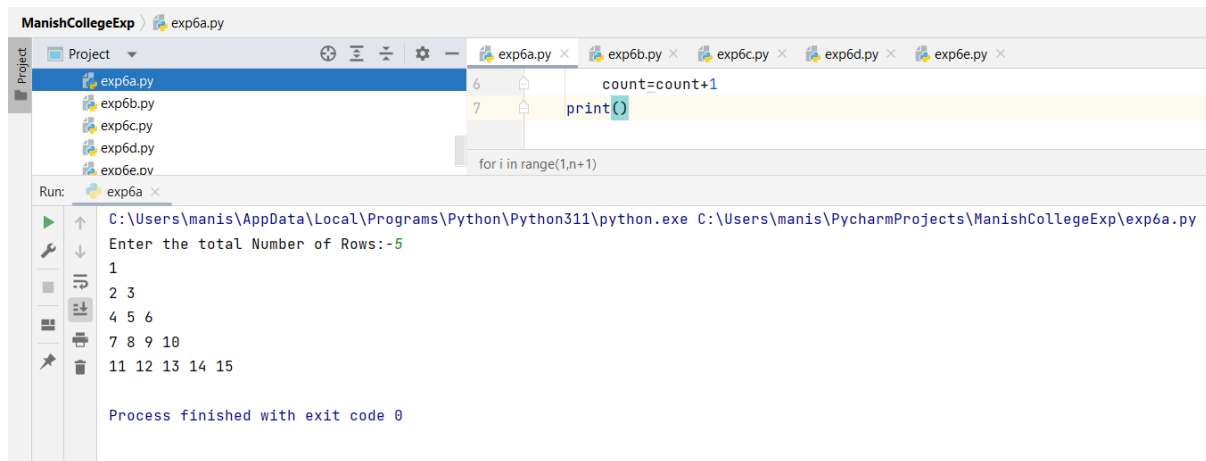 ManishCollegeExp > exp6a.py
Project
Project
exp6a.py
exp6b.py
exp6c.py
exp6d.py
exp6e.py
exp6a.py × exp6b.py × exp6c.py × exp6d.py × exp6e.py ×
6 count=count+1
7 print()
for i in range(1,n+1)
Run: exp6a ×
C:\Users\manis\AppData\Local\Programs\Python\Python311\python.exe C:\Users\manis\PycharmProjects\ManishCollegeExp\exp6a.py
Enter the total Number of Rows:-5
1
2 3
4 5 6
7 8 9 10
11 12 13 14 15
Process finished with exit code 0